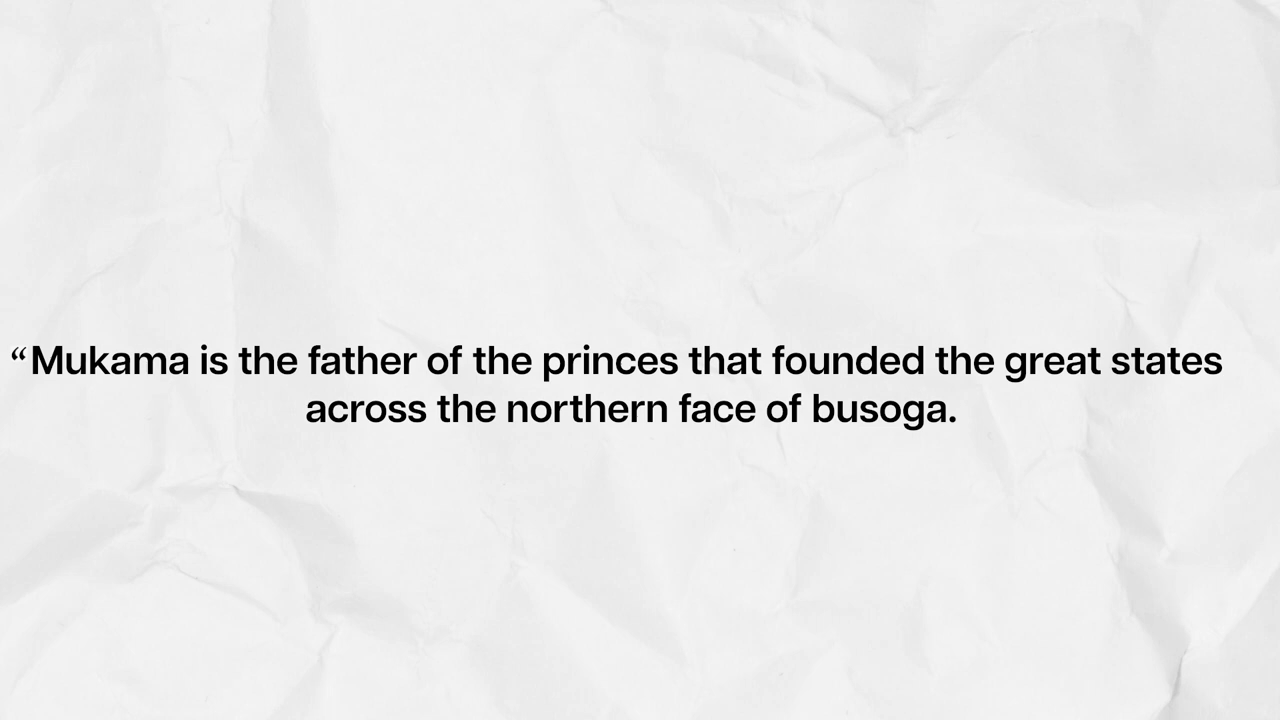 “Mukama is the father of the princes that founded the great states
across the northern face of busoga.